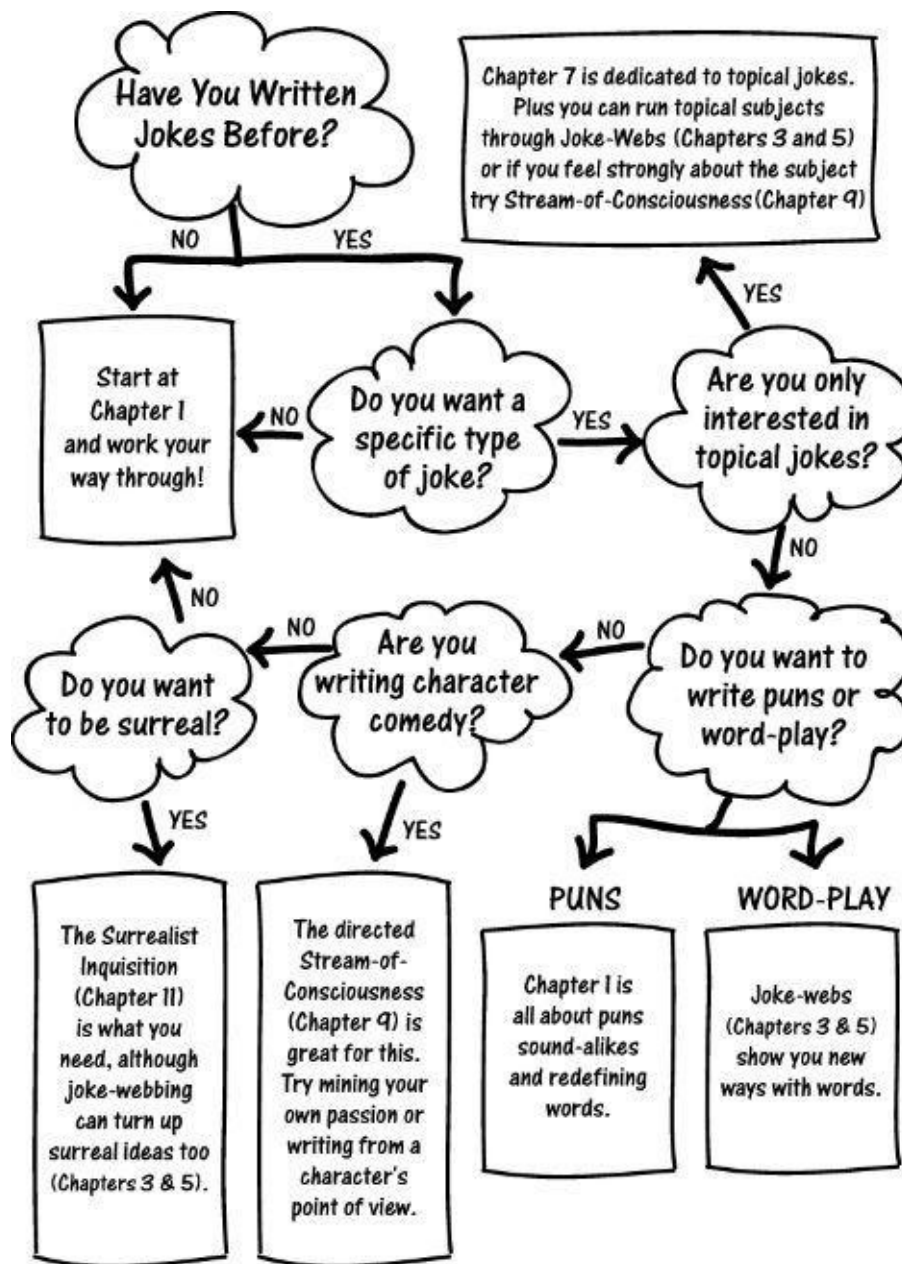 Have You Written
Jokes Before?
Chapter 7 is dedicated to topical jokes.
Plus you can run topical subjects
through Joke-Webs (Chapters 3 and 5)
or if you feel strongly about the subject
try Stream-of-Consciousness (Chapter 9)
NO
YES
YES
Start at
Chapter 1
and work your
way through!
NO
Do you want a
specific type
of joke?
YES
Are you only
interested in
topical jokes?
NO
NO
Do you want
to be surreal?
NO
Are you
writing character
comedy?
NO
Do you want to
write puns or
word-play?
YES
YES
PUNS
WORD-PLAY
The Surrealist
Inquisition
(Chapter 11)
is what you
need, although
joke-webbing
can turn up
surreal ideas too
(Chapters 3 & 5).
The directed
Stream-of-
Consciousness
(Chapter 9) is
great for this.
Try mining your
own passion or
writing from a
character's
point of view.
Chapter 1 is
all about puns
sound-alikes
and redefining
words.
Joke-webs
(Chapters 3 & 5)
show you new
ways with words.